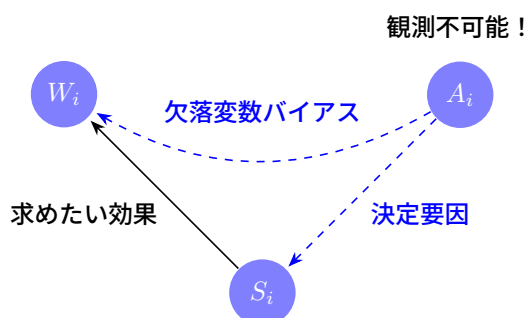 観測不可能！
W_i
A_i
欠落変数バイアス
求めたい効果
決定要因
S_i